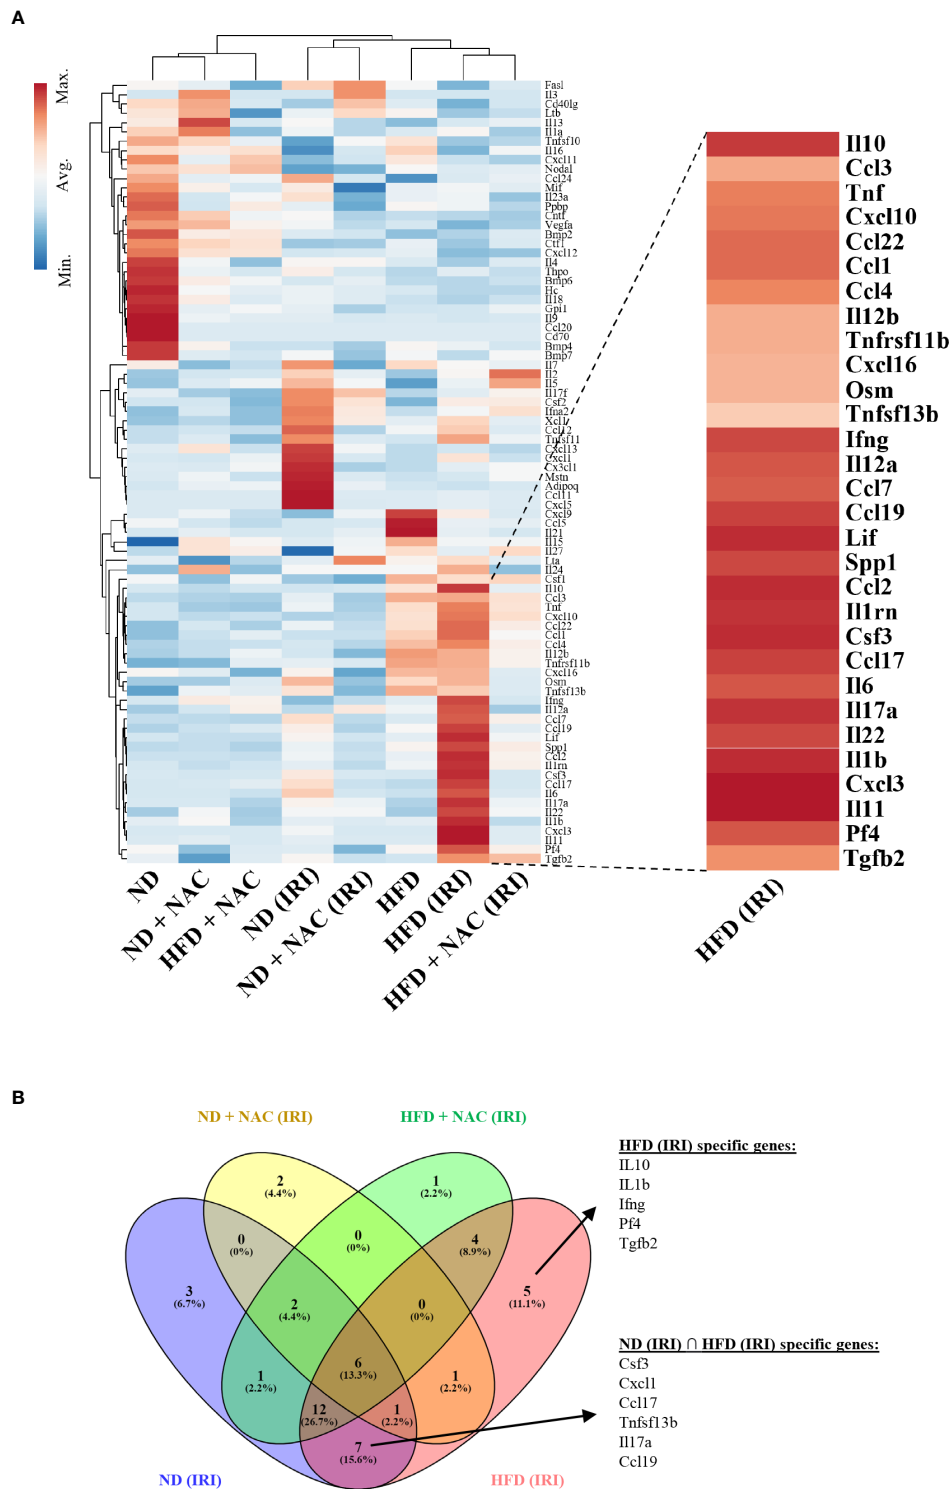 A
Max.
Avg.
Min.
Fasl
Il3
Cd40lg
Ltb
Il13
Il1a
Tnfsf10
Il16
Cxcl11
Nodal
Ccl24
Mif
Il23a
Ppbp
Cntf
Vegfa
Bmp2
Ctf1
Cxcl12
Il4
Thpo
Bmp6
Hc
Il18
Gpi1
Il9
Ccl20
Cd70
Bmp4
Bmp7
Il7
Il2
Il5
Il17f
Csf2
Ifna2
Xcl1
Ccl12
Tnfsf11
Cxcl13
Cxcl1
Cx3cl1
Mstn
Adipoq
Ccl11
Cxcl5
Cxcl9
Ccl5
Il21
Il15
Il27
Lta
Il24
Csf1
Il10
Ccl3
Tnf
Cxcl10
Ccl22
Ccl1
Ccl4
Il12b
Tnfrsf11b
Cxcl16
Osm
Tnfsf13b
Ifng
Il12a
Ccl7
Ccl19
Lif
Spp1
Ccl2
Il1rn
Csf3
Ccl17
Il6
Il17a
Il22
Il1b
Cxcl3
Il11
Pf4
Tgfb2
ND
ND + NAC
HFD + NAC
ND (IRI)
ND + NAC (IRI)
HFD
HFD (IRI)
HFD + NAC (IRI)
Il10
Ccl3
Tnf
Cxcl10
Ccl22
Ccl1
Ccl4
Il12b
Tnfrsf11b
Cxcl16
Osm
Tnfsf13b
Ifng
Il12a
Ccl7
Ccl19
Lif
Spp1
Ccl2
Il1rn
Csf3
Ccl17
Il6
Il17a
Il22
Il1b
Cxcl3
Il11
Pf4
Tgfb2
HFD (IRI)
B
ND + NAC (IRI)
HFD + NAC (IRI)
2
(4.4%)
1
(2.2%)
0
(0%)
0
(0%)
4
(8.9%)
3
(6.7%)
2
(4.4%)
0
(0%)
5
(11.1%)
6
(13.3%)
1
(2.2%)
1
(2.2%)
12
(26.7%)
1
(2.2%)
7
(15.6%)
ND (IRI)
HFD (IRI)
HFD (IRI) specific genes:
IL10
IL1b
Ifng
Pf4
Tgfb2
ND (IRI) ∩ HFD (IRI) specific genes:
Csf3
Cxcl1
Ccl17
Tnfsf13b
Il17a
Ccl19